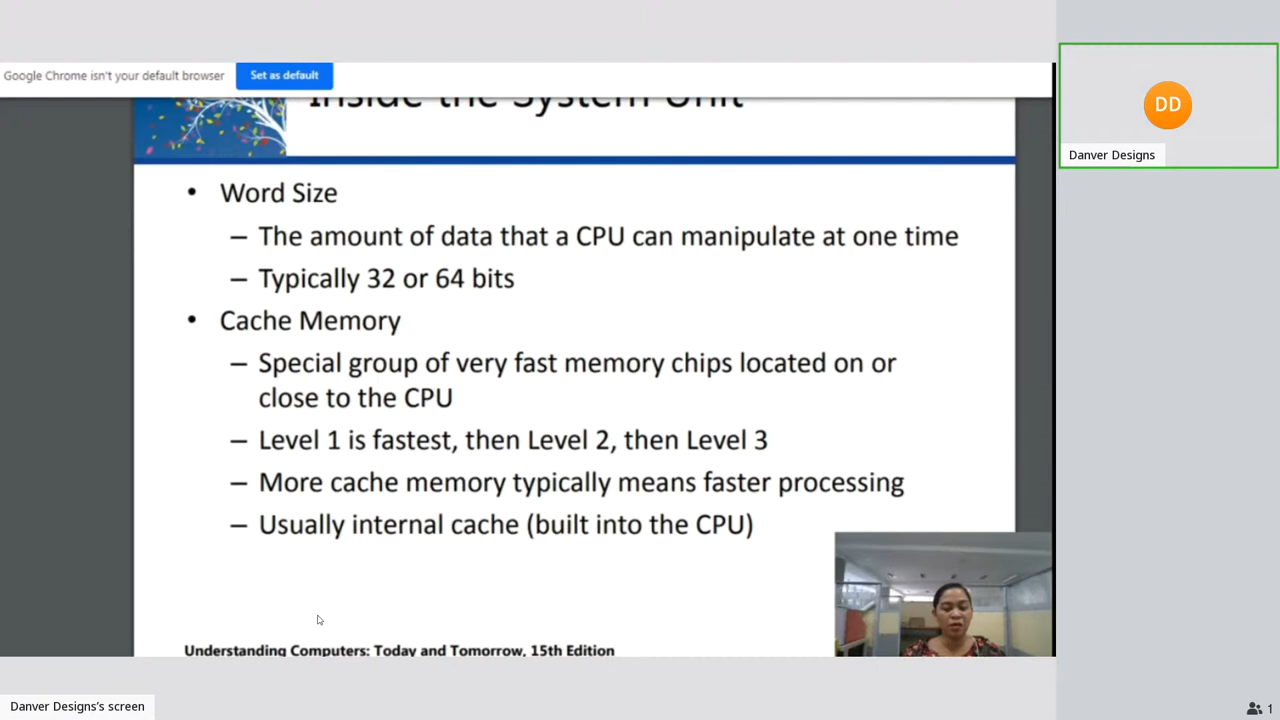 Google Chrome isn't your default browser Set as default
Inside the System Unit
• Word Size
– The amount of data that a CPU can manipulate at one time
– Typically 32 or 64 bits
• Cache Memory
– Special group of very fast memory chips located on or
close to the CPU
– Level 1 is fastest, then Level 2, then Level 3
– More cache memory typically means faster processing
– Usually internal cache (built into the CPU)
Understanding Computers: Today and Tomorrow, 15th Edition
DD
Danver Designs
Danver Designs's screen
1